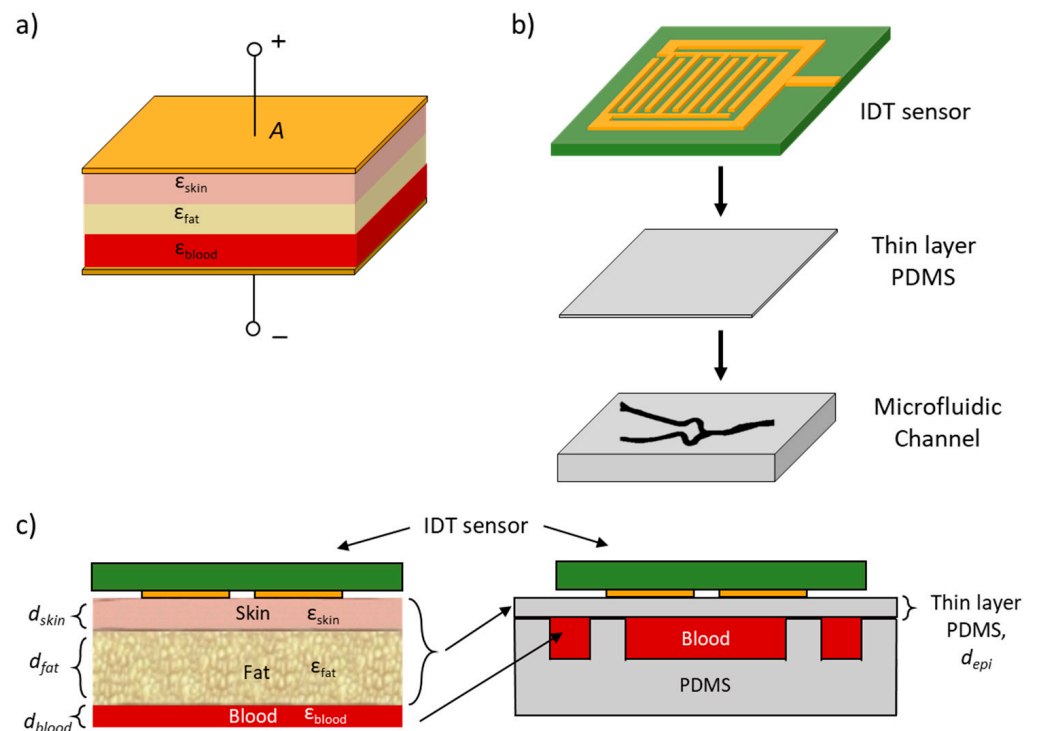 a)
+
A
εskin
εfat
εblood
−
b)
IDT sensor
Thin layer
PDMS
Microfluidic
Channel
c)
IDT sensor
dskin
Skin εskin
dfat
Fat εfat
dblood
Blood εblood
Blood
PDMS
Thin layer
PDMS,
depi